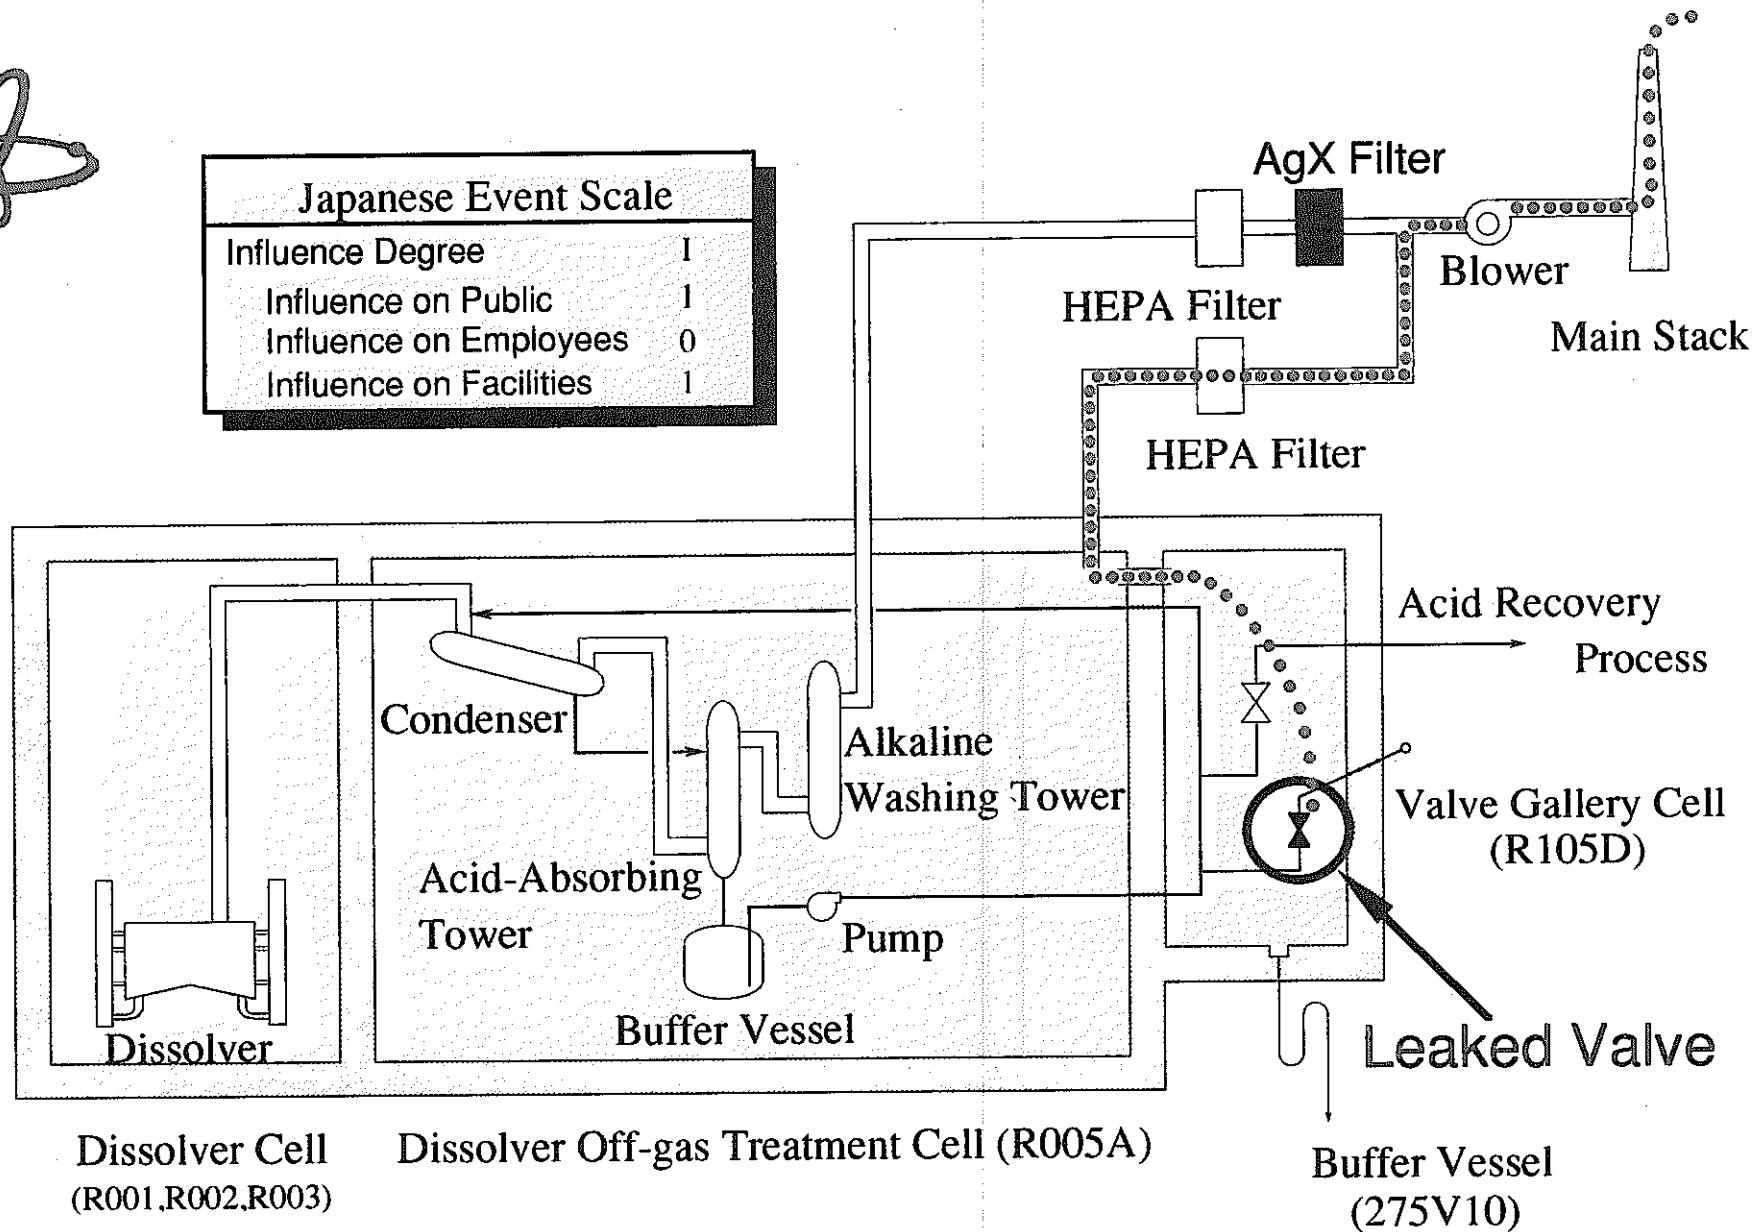 Japanese Event Scale
Influence Degree 1
Influence on Public 1
Influence on Employees 0
Influence on Facilities 1
AgX Filter
HEPA Filter
Blower
Main Stack
HEPA Filter
Acid Recovery
Process
Condenser
Alkaline
Washing Tower
Valve Gallery Cell
(R105D)
Acid-Absorbing
Tower
Pump
Buffer Vessel
Dissolver
Leaked Valve
Dissolver Cell
(R001,R002,R003)
Dissolver Off-gas Treatment Cell (R005A)
Buffer Vessel
(275V10)